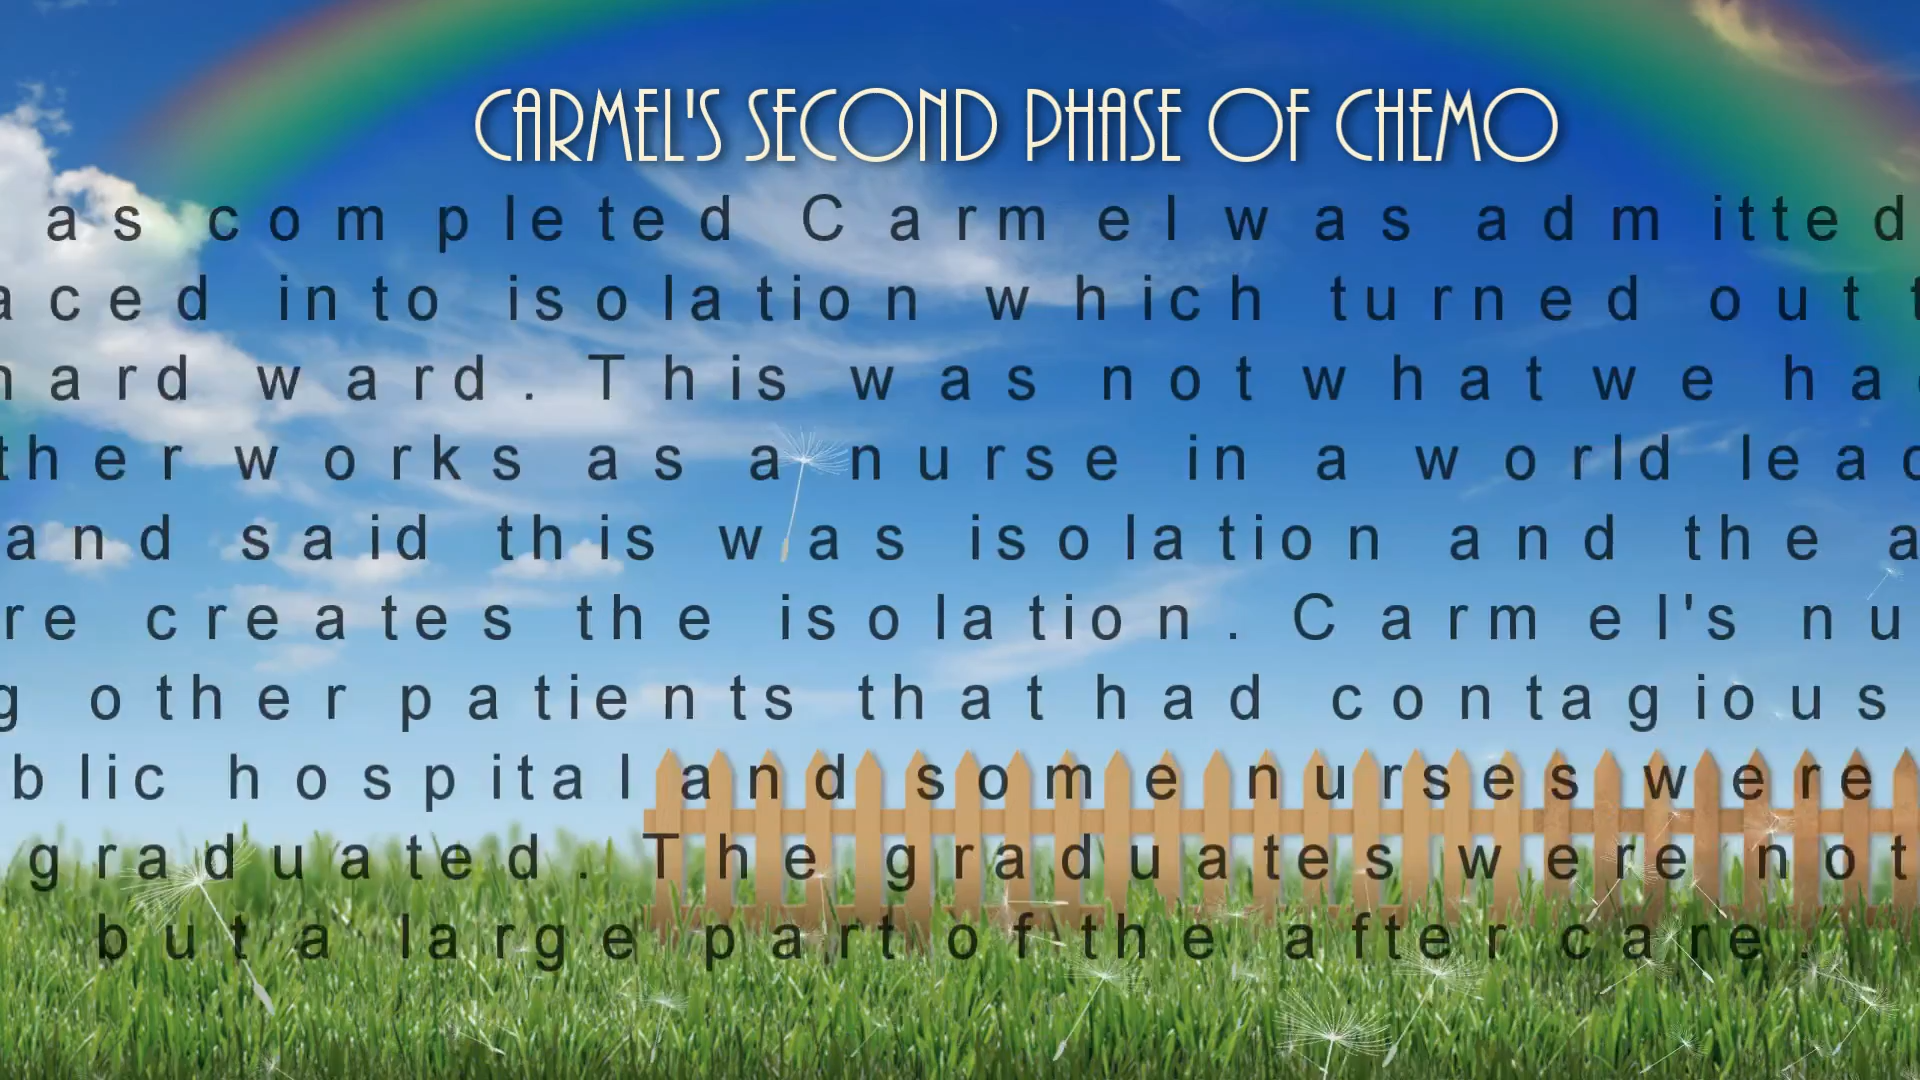 CARMEL'S SECOND PHASE OF CHEMO
as completed Carmel was admitted
aced into isolation which turned out t
hard ward. This was not what we ha
ther works as a nurse in a world lead
and said this was isolation and the a
re creates the isolation. Carmel's nu
g other patients that had contagious
blic hospital and some nurses were
graduated. The graduates were not
but a large part of the after care.